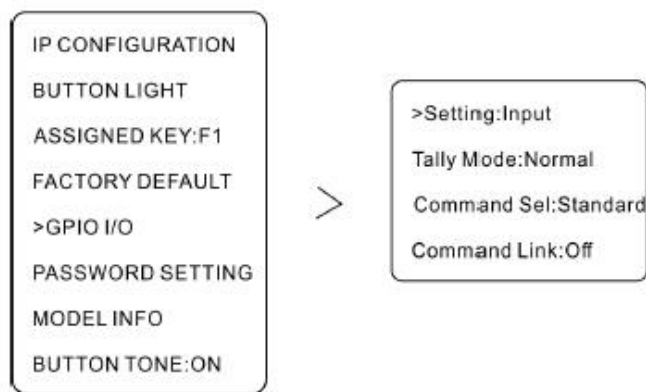 IP CONFIGURATION
BUTTON LIGHT
ASSIGNED KEY:F1
FACTORY DEFAULT
>GPIO I/O
PASSWORD SETTING
MODEL INFO
BUTTON TONE:ON
>
>Setting:Input
Tally Mode:Normal
Command Sel:Standard
Command Link:Off